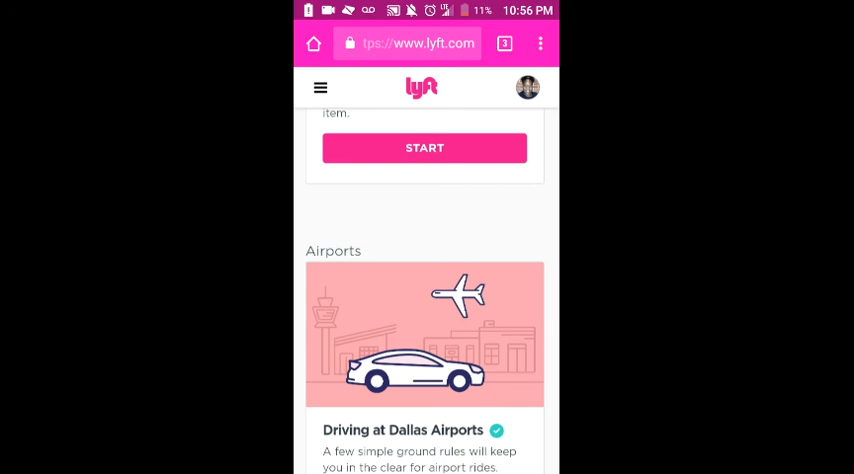 LTE 11% 10:56 PM
tps://www.lyft.com 3
lyft
item.
START
Airports
Driving at Dallas Airports
A few simple ground rules will keep
you in the clear for airport rides.